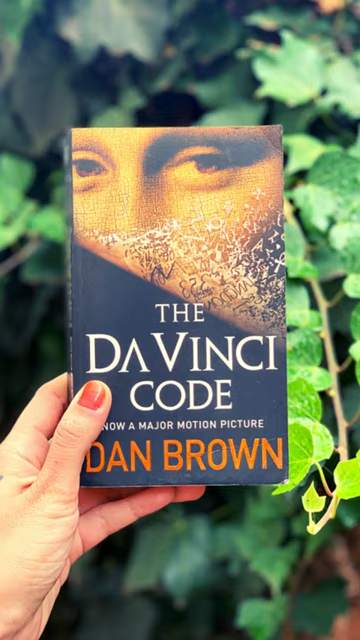 THE
DA VINCI
CODE
NOW A MAJOR MOTION PICTURE
DAN BROWN